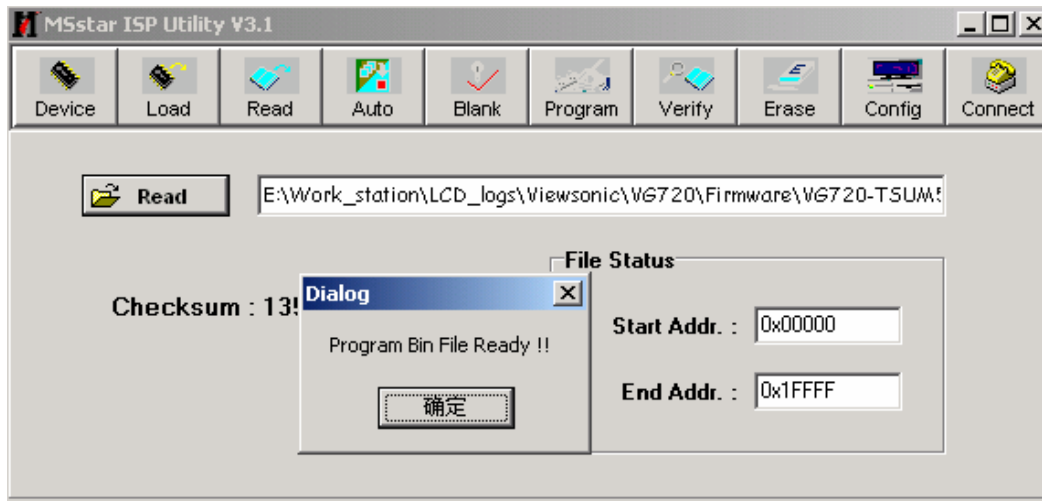 MSstar ISP Utility V3.1
Device Load Read Auto Blank Program Verify Erase Config Connect
Read E:\Work_station\LCD_logs\Viewsonic\VG720\Firmware\VG720-TSUM
File Status
Dialog
Checksum : 13
Program Bin File Ready !!
Start Addr. : 0x00000
确定
End Addr. : 0x1FFFF